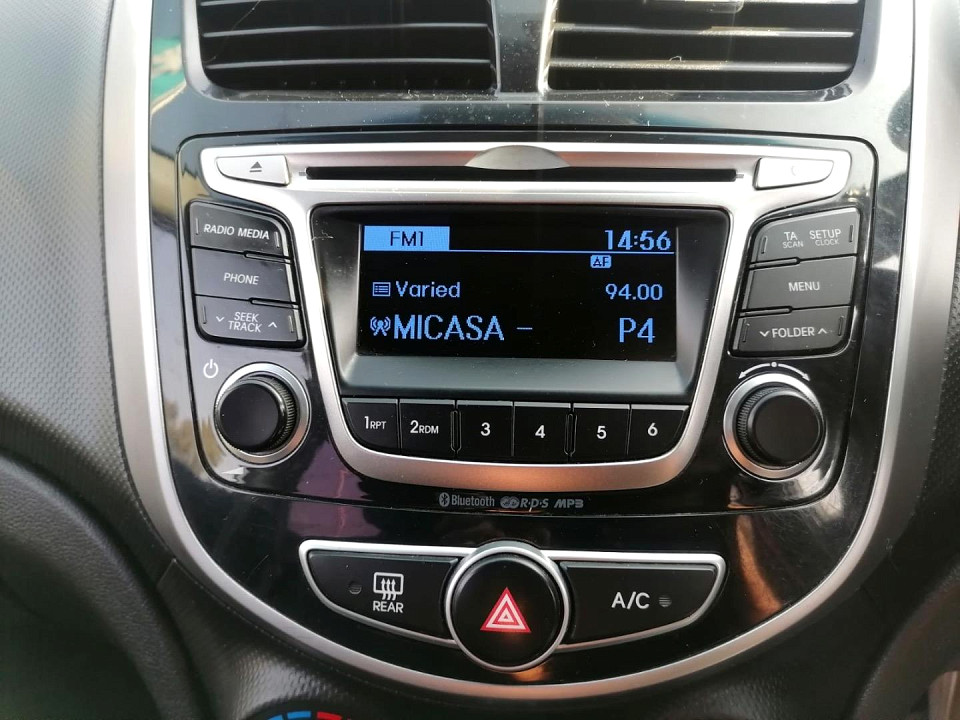 RADIO MEDIA
PHONE
SEEK
TRACK
FM1 14:56
AF
Varied 94.00
MICASA - P4
TA SETUP
SCAN CLOCK
MENU
FOLDER
1RPT 2RDM 3 4 5 6
Bluetooth R·D·S MP3
REAR
A/C